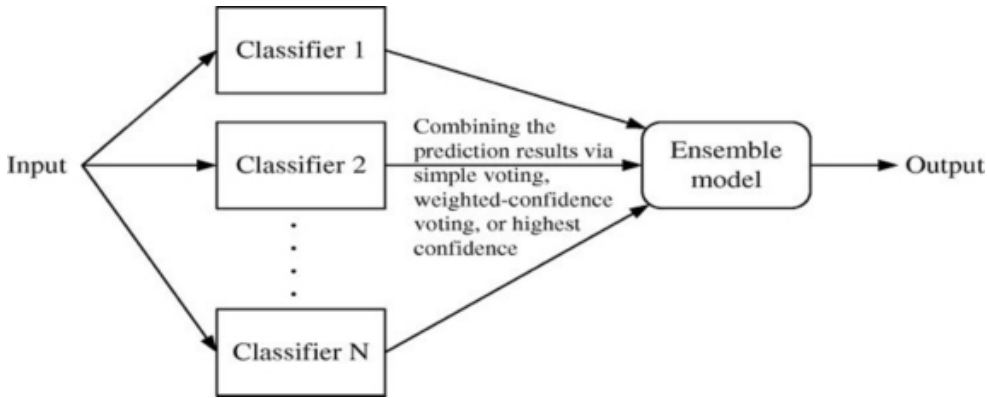 Classifier 1
Input
Classifier 2
Combining the
prediction results via
simple voting,
weighted-confidence
voting, or highest
confidence
Ensemble
model
Output
Classifier N